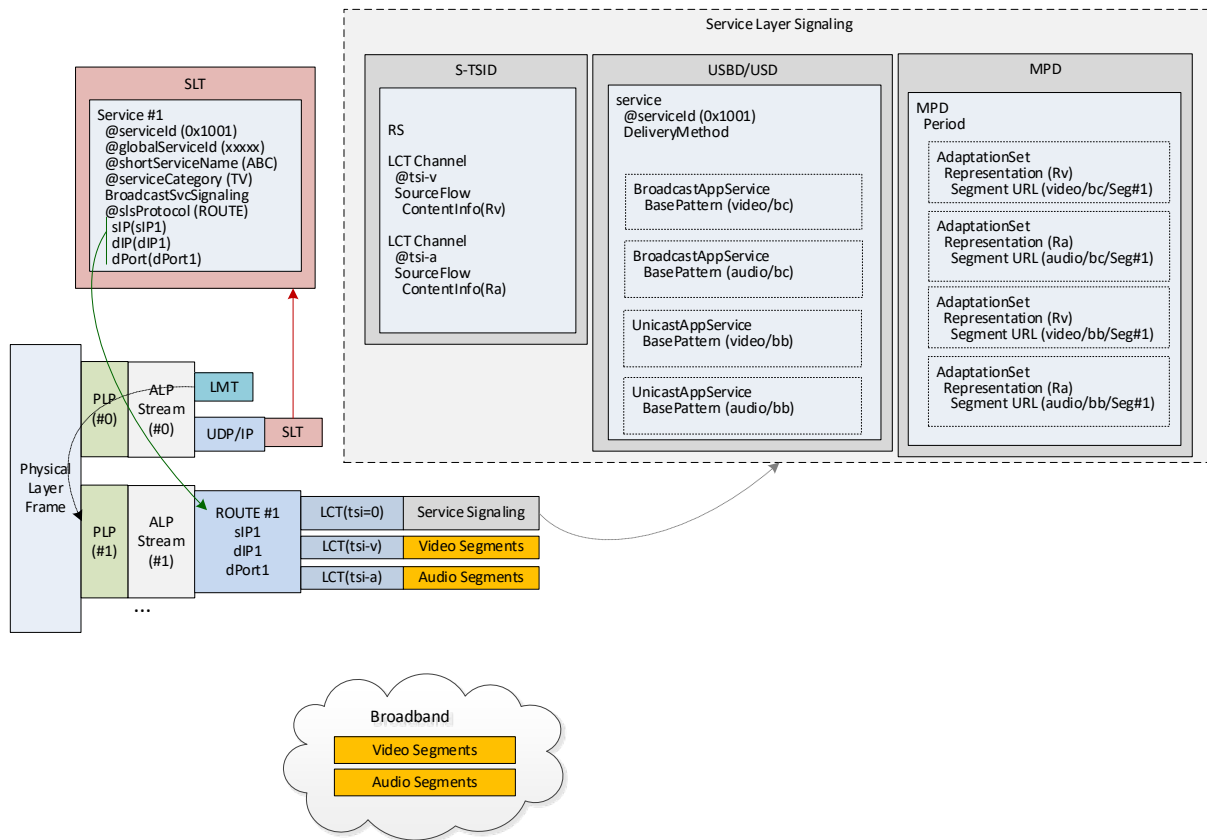 Service Layer Signaling
SLT
Service #1
@serviceId (0x1001)
@globalServiceId (xxxxx)
@shortServiceName (ABC)
@serviceCategory (TV)
BroadcastSvcSignaling
@slsProtocol (ROUTE)
sIP(sIP1)
dIP(dIP1)
dPort(dPort1)
S-TSID
RS
LCT Channel
@tsi-v
SourceFlow
ContentInfo(Rv)
LCT Channel
@tsi-a
SourceFlow
ContentInfo(Ra)
USBD/USD
service
@serviceId (0x1001)
DeliveryMethod
BroadcastAppService
BasePattern (video/bc)
BroadcastAppService
BasePattern (audio/bc)
UnicastAppService
BasePattern (video/bb)
UnicastAppService
BasePattern (audio/bb)
MPD
MPD
Period
AdaptationSet
Representation (Rv)
Segment URL (video/bc/Seg#1)
AdaptationSet
Representation (Ra)
Segment URL (audio/bc/Seg#1)
AdaptationSet
Representation (Rv)
Segment URL (video/bb/Seg#1)
AdaptationSet
Representation (Ra)
Segment URL (audio/bb/Seg#1)
Physical
Layer
Frame
PLP
(#0)
ALP
Stream
(#0)
LMT
UDP/IP
SLT
PLP
(#1)
ALP
Stream
(#1)
ROUTE #1
sIP1
dIP1
dPort1
LCT(tsi=0)
Service Signaling
LCT(tsi-v)
Video Segments
LCT(tsi-a)
Audio Segments
...
Broadband
Video Segments
Audio Segments